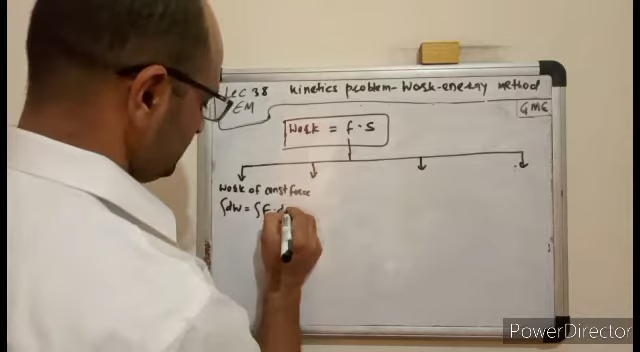 LEC 38 Kinetics problem - Work-energy method
EM
GME
Work = f · s
Work of const force
∫dw = ∫F·d
PowerDirector